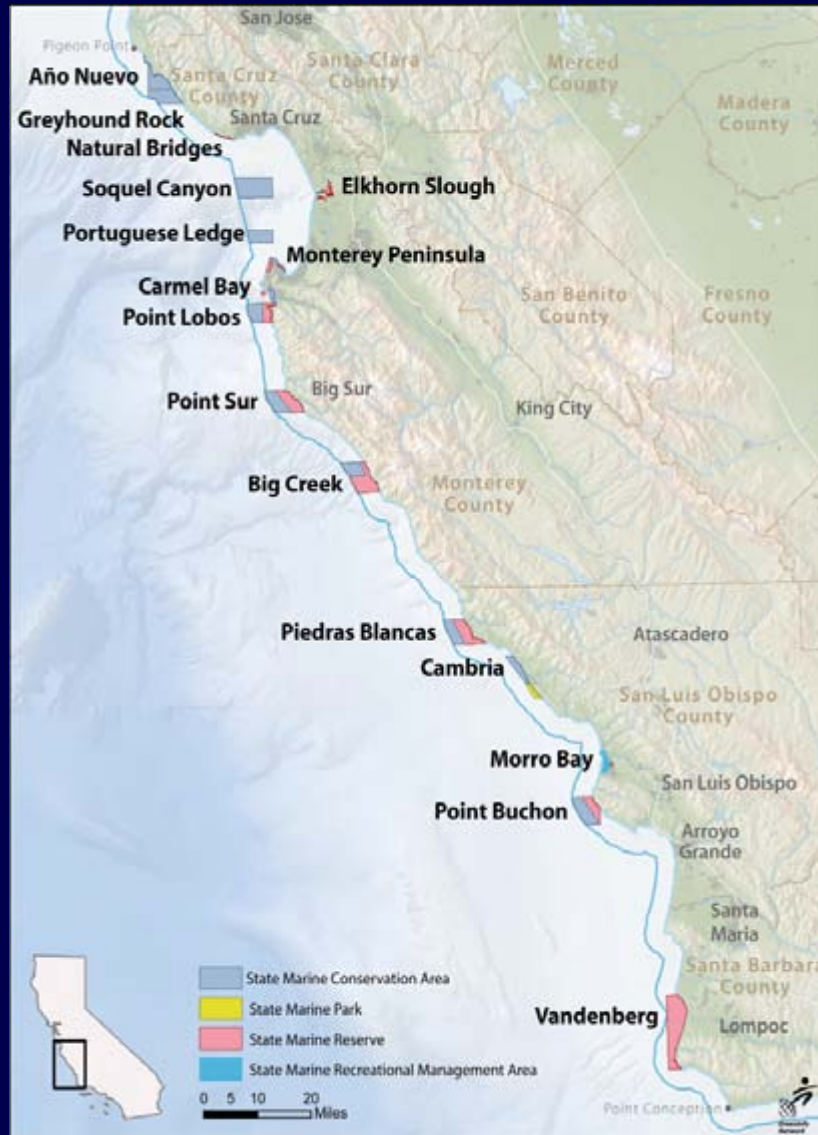 San Jose
Pigeon Point
Santa Clara
County
Merced
County
Año Nuevo
Santa Cruz
County
Madera
County
Greyhound Rock
Santa Cruz
Natural Bridges
Soquel Canyon
Elkhorn Slough
Portuguese Ledge
Monterey Peninsula
Carmel Bay
San Benito
County
Fresno
County
Point Lobos
Big Sur
Point Sur
King City
Big Creek
Monterey
County
Piedras Blancas
Atascadero
Cambria
San Luis Obispo
County
Morro Bay
San Luis Obispo
Point Buchon
Arroyo
Grande
Santa
Maria
Santa Barbara
County
Vandenberg
Lompoc
State Marine Conservation Area
State Marine Park
State Marine Reserve
State Marine Recreational Management Area
0 5 10 20
Miles
Point Conception